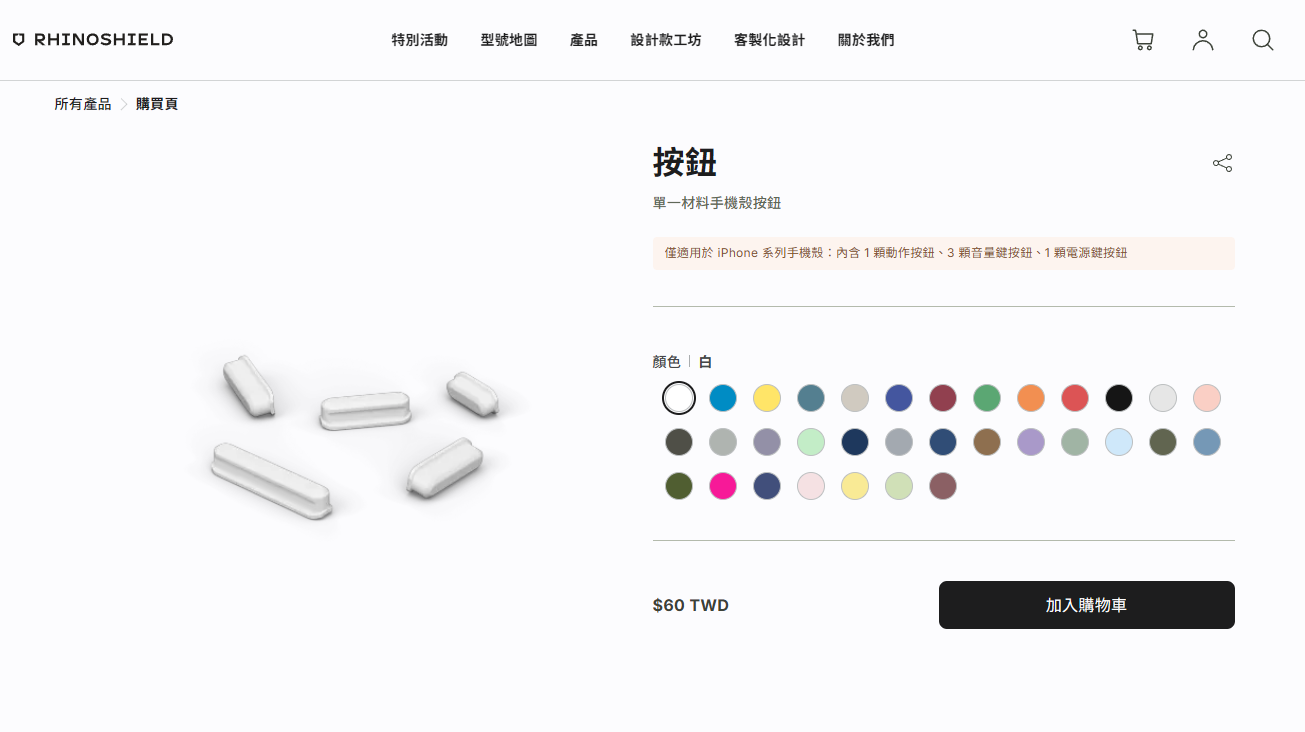 RHINOSHIELD
特別活動 型號地圖 產品 設計款工坊 客製化設計 關於我們
所有產品 購買頁
按鈕
單一材料手機殼按鈕
僅適用於 iPhone 系列手機殼：內含 1 顆動作按鈕、3 顆音量鍵按鈕、1 顆電源鍵按鈕
顏色 白
$60 TWD
加入購物車